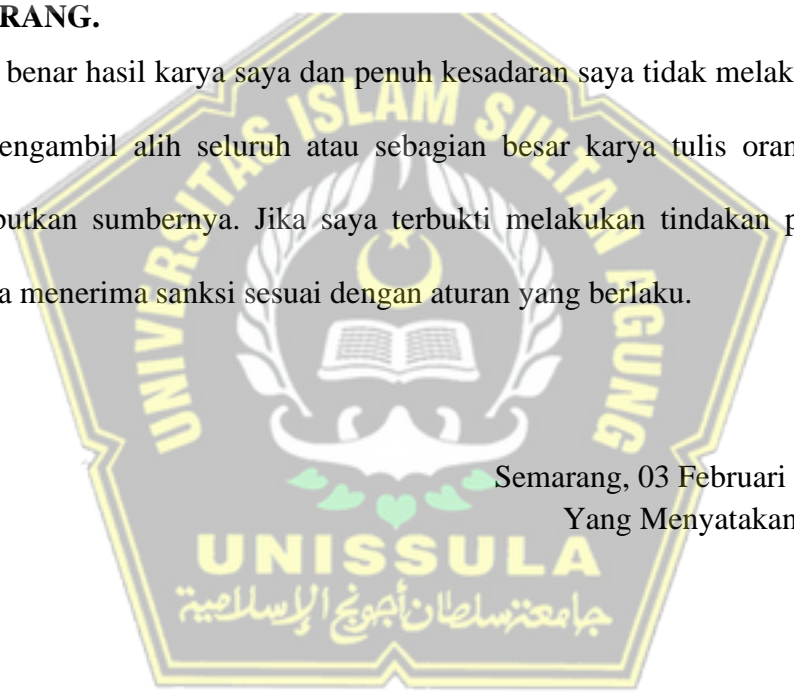 RANG.
benar hasil karya saya dan penuh kesadaran saya tidak melak
engambil alih seluruh atau sebagian besar karya tulis oran
butkan sumbernya. Jika saya terbukti melakukan tindakan p
a menerima sanksi sesuai dengan aturan yang berlaku.
UNIVERSITAS ISLAM SULTAN AGUNG
Semarang, 03 Februari
Yang Menyatakan
UNISSULA
جامعة سلطان أجونج الإسلامية